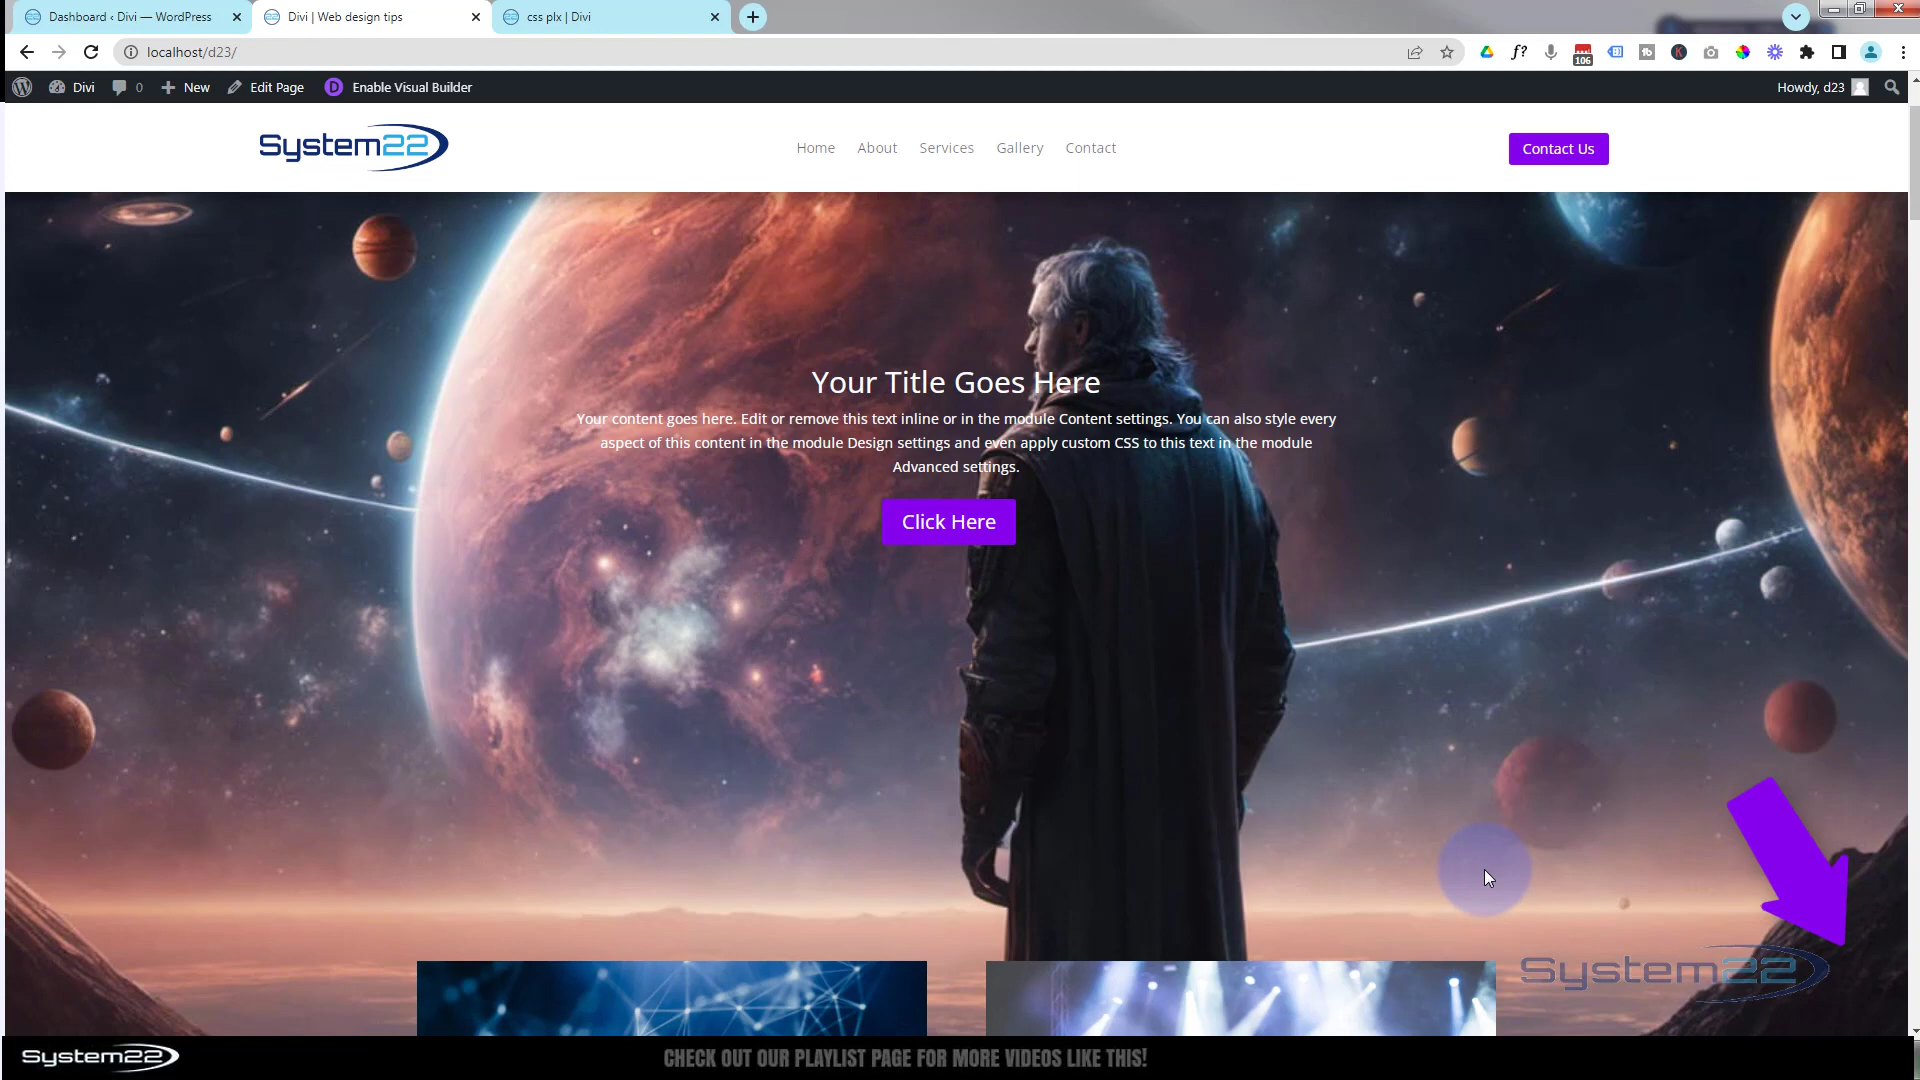 Dashboard ‹ Divi — WordPress
Divi | Web design tips
css plx | Divi
localhost/d23/
106
Divi
0
New
Edit Page
D
Enable Visual Builder
Howdy, d23
System22
Home
About
Services
Gallery
Contact
Contact Us
Your Title Goes Here
Your content goes here. Edit or remove this text inline or in the module Content settings. You can also style every
aspect of this content in the module Design settings and even apply custom CSS to this text in the module
Advanced settings.
Click Here
System22
System22
CHECK OUT OUR PLAYLIST PAGE FOR MORE VIDEOS LIKE THIS!